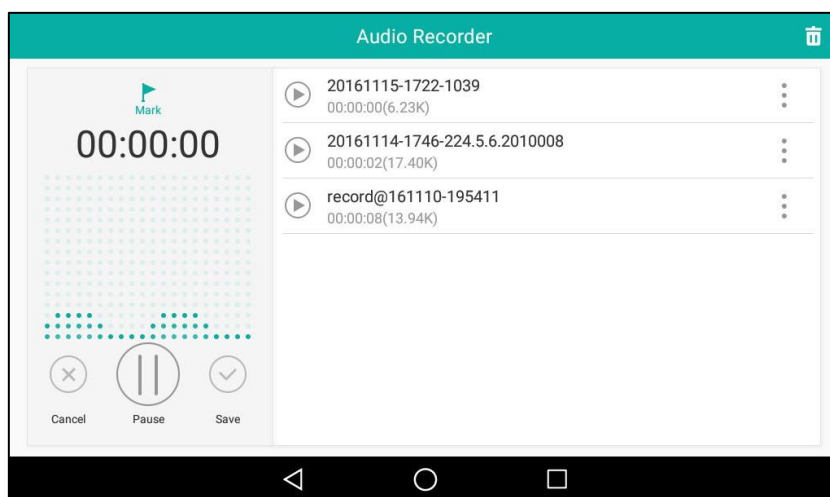 Audio Recorder
Mark
00:00:00
Cancel Pause Save
20161115-1722-1039
00:00:00(6.23K)
20161114-1746-224.5.6.2010008
00:00:02(17.40K)
record@161110-195411
00:00:08(13.94K)